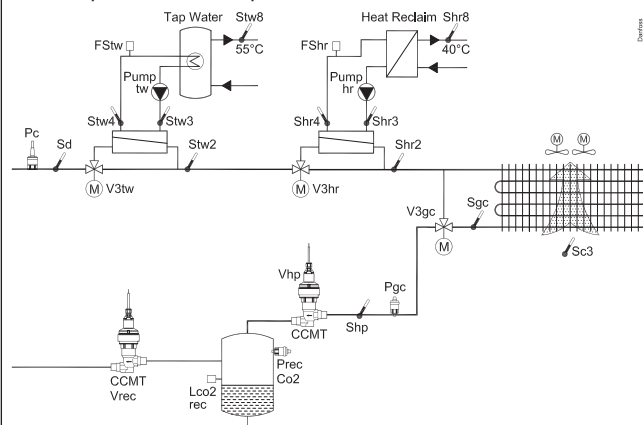 Tap Water
Stw8
Heat Reclaim
Shr8
Danfoss
FStw
55°C
FShr
40°C
Pump
tw
Pump
hr
Stw4
Stw3
Shr4
Shr3
M
M
Pc
Sd
Stw2
Shr2
M
V3tw
M
V3hr
V3gc
Sgc
M
Sc3
Vhp
Pgc
CCMT
Shp
CCMT
Vrec
Prec
Co2
Lco2
rec